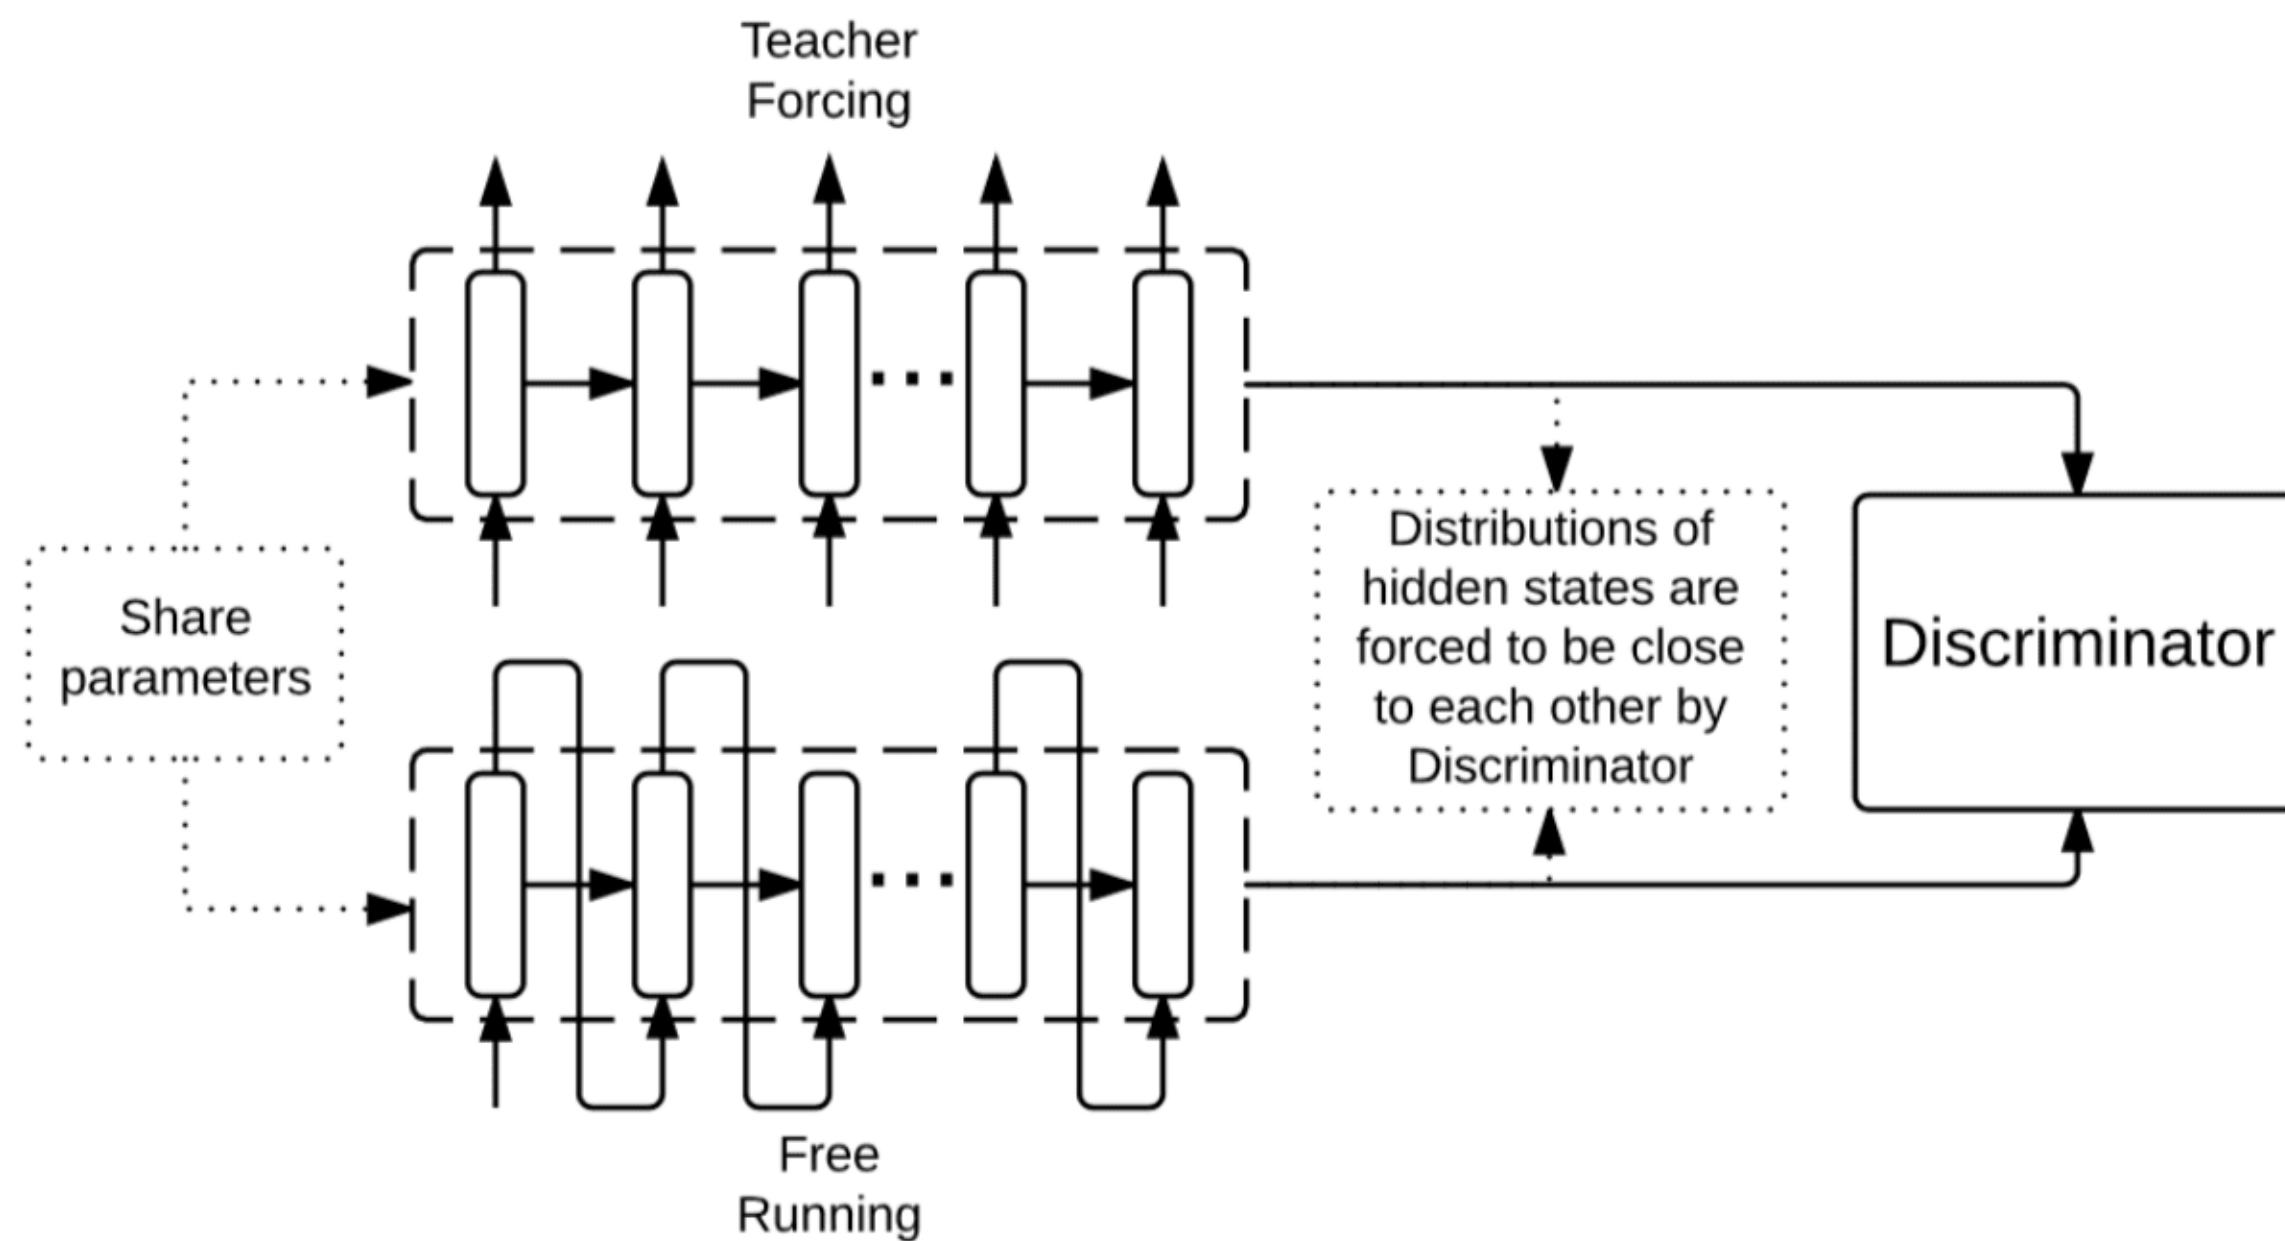 Teacher
Forcing
Share
parameters
Distributions of
hidden states are
forced to be close
to each other by
Discriminator
Discriminator
Free
Running